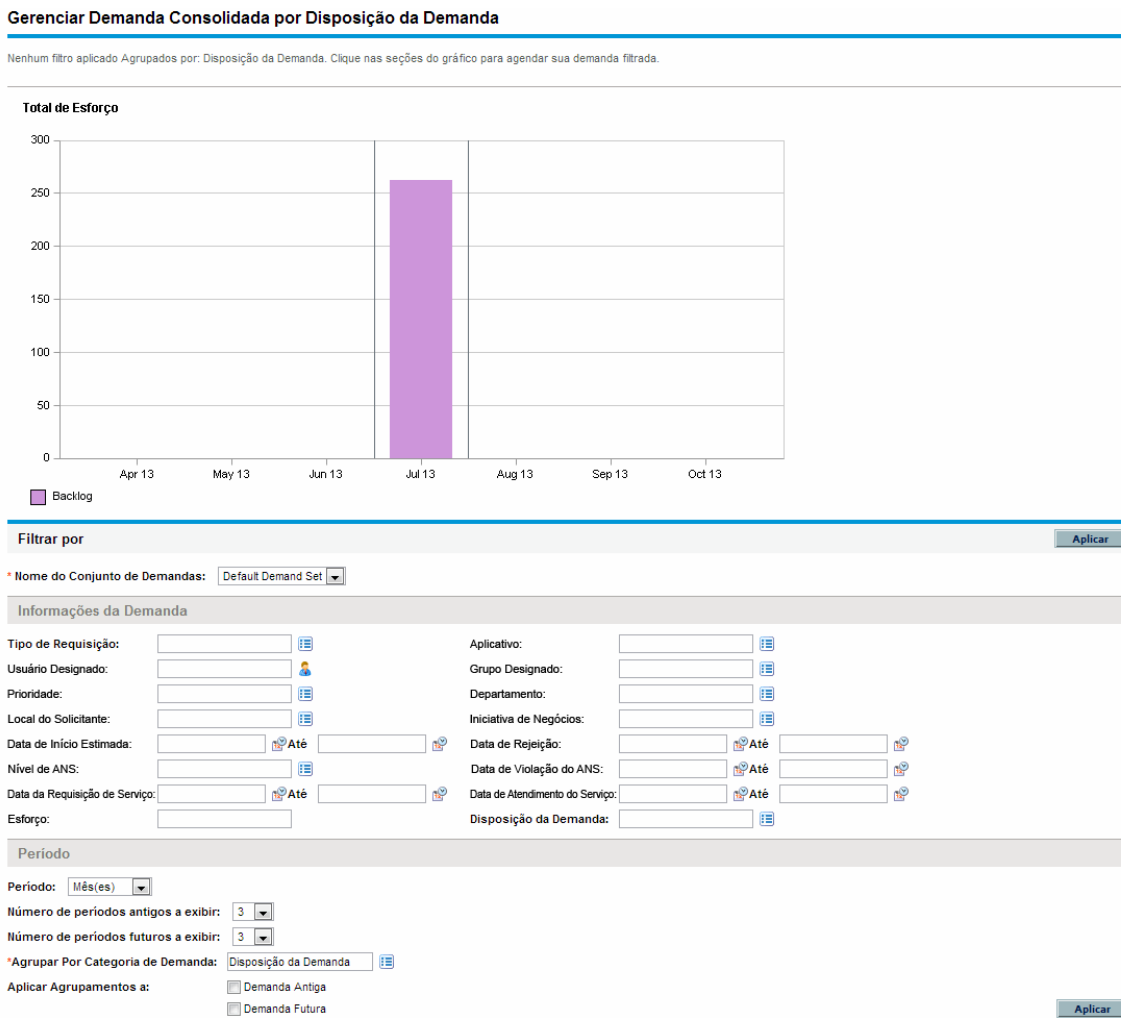 Gerenciar Demanda Consolidada por Disposição da Demanda
Nenhum filtro aplicado Agrupados por: Disposição da Demanda. Clique nas seções do gráfico para agendar sua demanda filtrada.
Total de Esforço
300
250
200
150
100
50
0
Apr 13 May 13 Jun 13 Jul 13 Aug 13 Sep 13 Oct 13
Backlog
Filtrar por Aplicar
* Nome do Conjunto de Demandas: Default Demand Set
Informações da Demanda
Tipo de Requisição: Aplicativo:
Usuário Designado: Grupo Designado:
Prioridade: Departamento:
Local do Solicitante: Iniciativa de Negócios:
Data de Início Estimada: Até Data de Rejeição: Até
Nível de ANS: Data de Violação do ANS: Até
Data da Requisição de Serviço: Até Data de Atendimento do Serviço: Até
Esforço: Disposição da Demanda:
Período
Período: Mês(es)
Número de períodos antigos a exibir: 3
Número de períodos futuros a exibir: 3
*Agrupar Por Categoria de Demanda: Disposição da Demanda
Aplicar Agrupamentos a: Demanda Antiga
Demanda Futura Aplicar